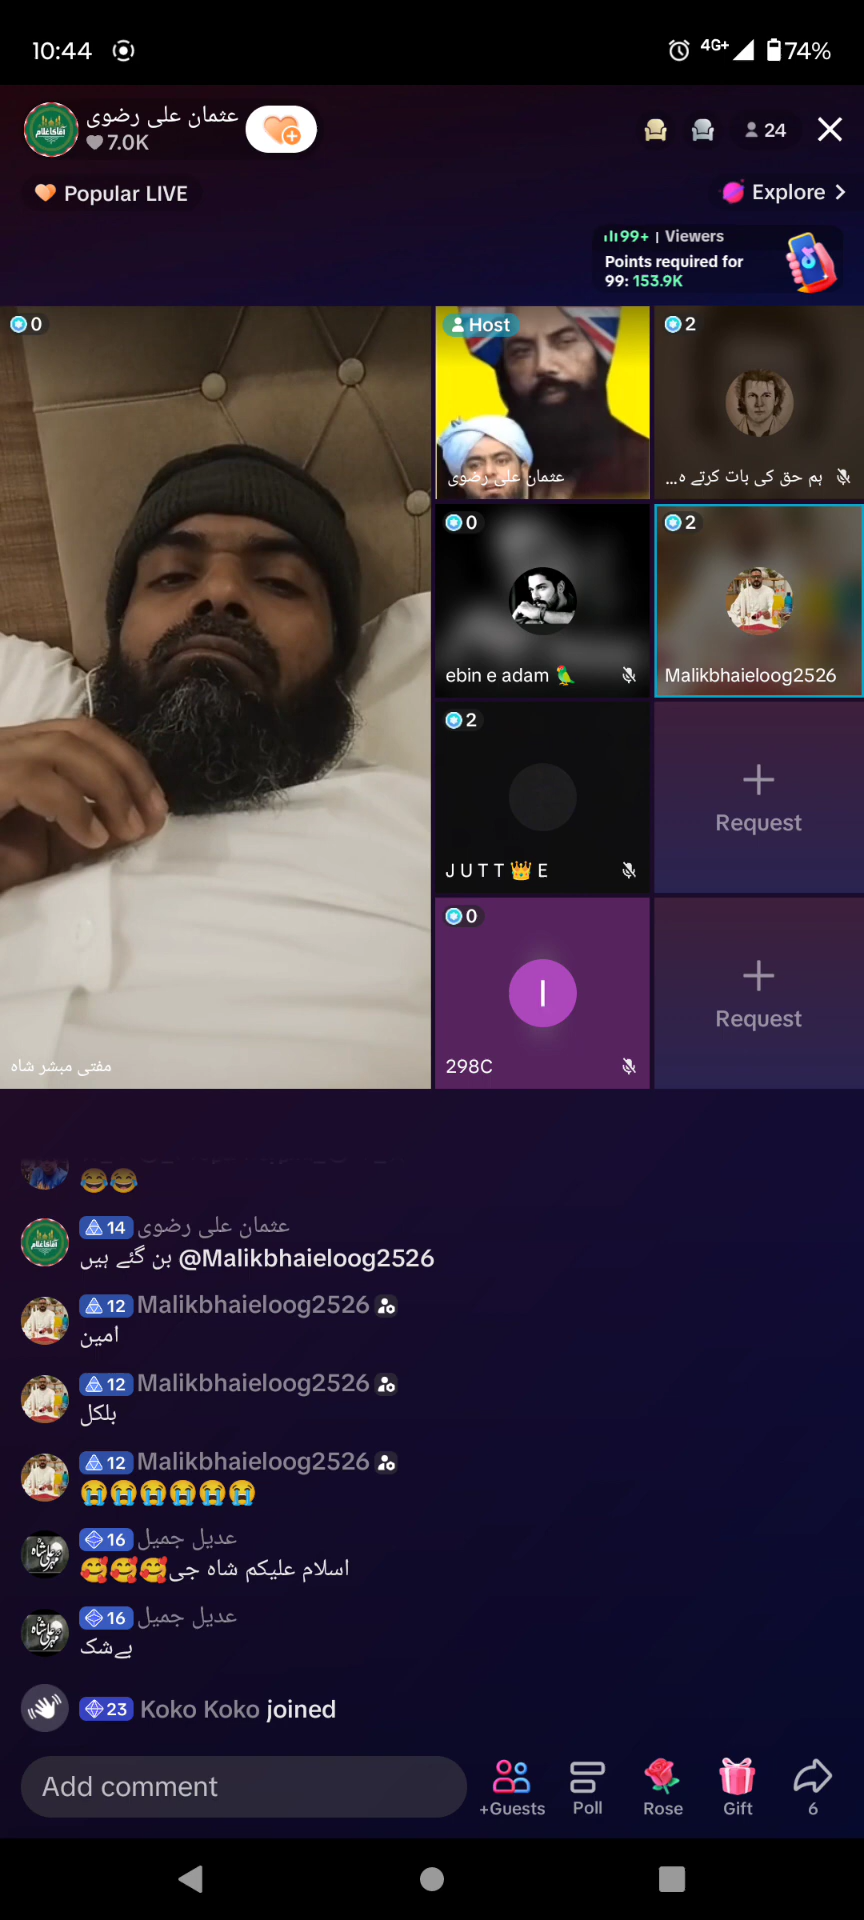 10:44
4G+
74%
عثمان علی رضوی
7.0K
24
Popular LIVE
Explore
99+ | Viewers
Points required for
99: 153.9K
0
Host
عثمان علی رضوی
2
ہم حق کی بات کرتے ہ...
0
ebin e adam
2
Malikbhaieloog2526
2
J U T T 👑 E
Request
0
I
298C
Request
مفتی مبشر شاہ
😂😂
14 عثمان علی رضوی
@Malikbhaieloog2526 بن گئے ہیں
12 Malikbhaieloog2526
امین
12 Malikbhaieloog2526
بلکل
12 Malikbhaieloog2526
😭😭😭😭😭😭
16 عدیل جمیل
اسلام علیکم شاہ جی🥰🥰🥰
16 عدیل جمیل
بےشک
23 Koko Koko joined
Add comment
+Guests
Poll
Rose
Gift
6